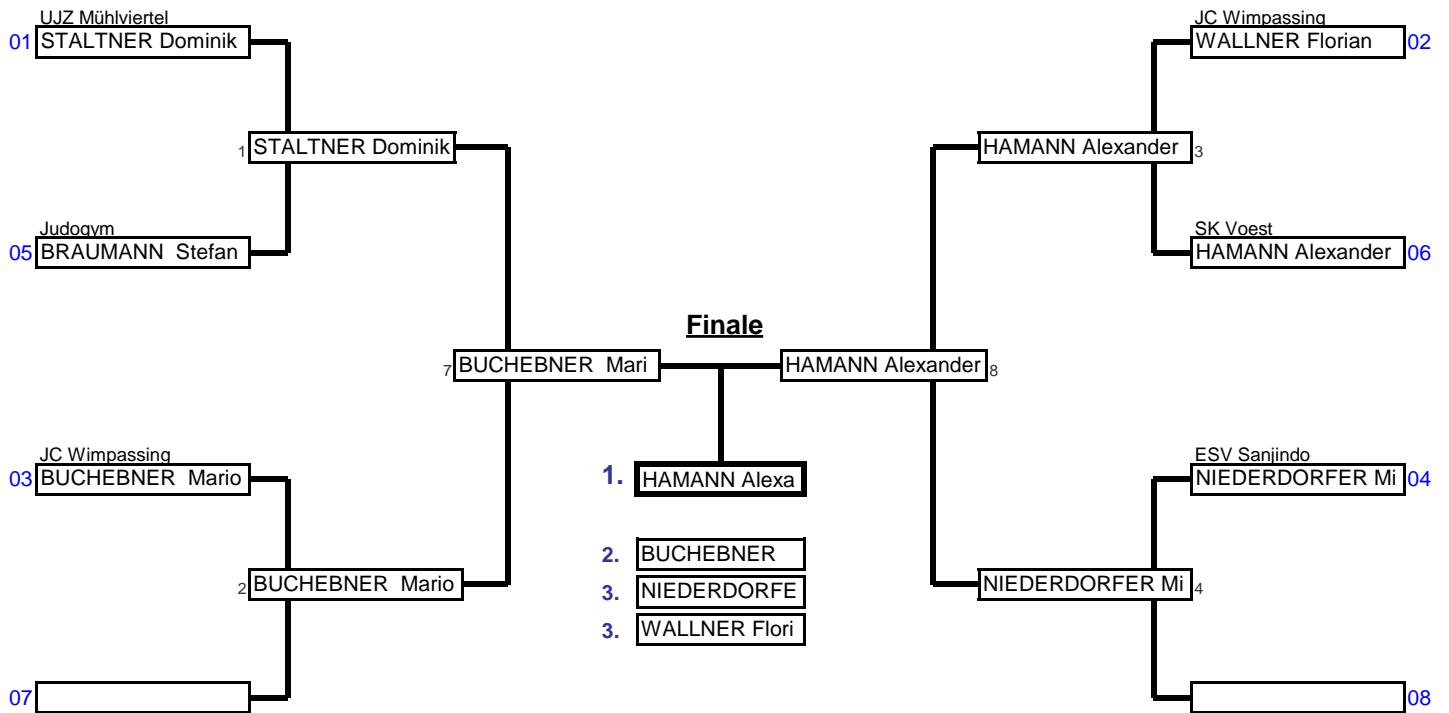 UJZ Mühlviertel
JC Wimpassing
01 STALTNER Dominik
WALLNER Florian 02
1 STALTNER Dominik
HAMANN Alexander 3
Judogym
SK Voest
05 BRAUMANN Stefan
HAMANN Alexander 06
Finale
7 BUCHEBNER Mari
HAMANN Alexander 8
JC Wimpassing
ESV Sanjindo
03 BUCHEBNER Mario
1. HAMANN Alexa
NIEDERDORFER Mi 04
2. BUCHEBNER
2 BUCHEBNER Mario
3. NIEDERDORFE
NIEDERDORFER Mi 4
3. WALLNER Flori
07
08